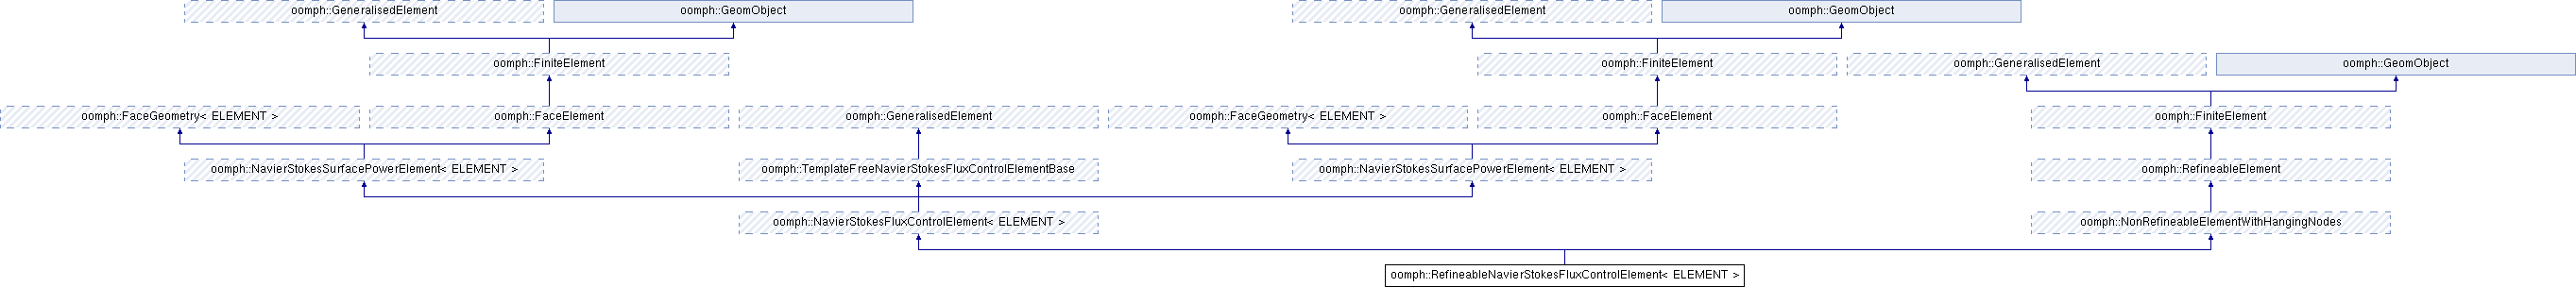 oomph::GeneralisedElement oomph::GeomObject oomph::GeneralisedElement oomph::GeomObject
oomph::FiniteElement oomph::FiniteElement oomph::GeneralisedElement oomph::GeomObject
oomph::FaceGeometry< ELEMENT > oomph::FaceElement oomph::GeneralisedElement oomph::FaceGeometry< ELEMENT > oomph::FaceElement oomph::FiniteElement
oomph::NavierStokesSurfacePowerElement< ELEMENT > oomph::TemplateFreeNavierStokesFluxControlElementBase oomph::NavierStokesSurfacePowerElement< ELEMENT > oomph::RefineableElement
oomph::NavierStokesFluxControlElement< ELEMENT > oomph::NonRefineableElementWithHangingNodes
oomph::RefineableNavierStokesFluxControlElement< ELEMENT >